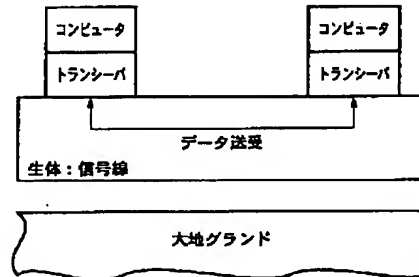 コンピュータ
コンピュータ
トランシーバ
トランシーバ
データ送受
生体:信号線
大地グランド